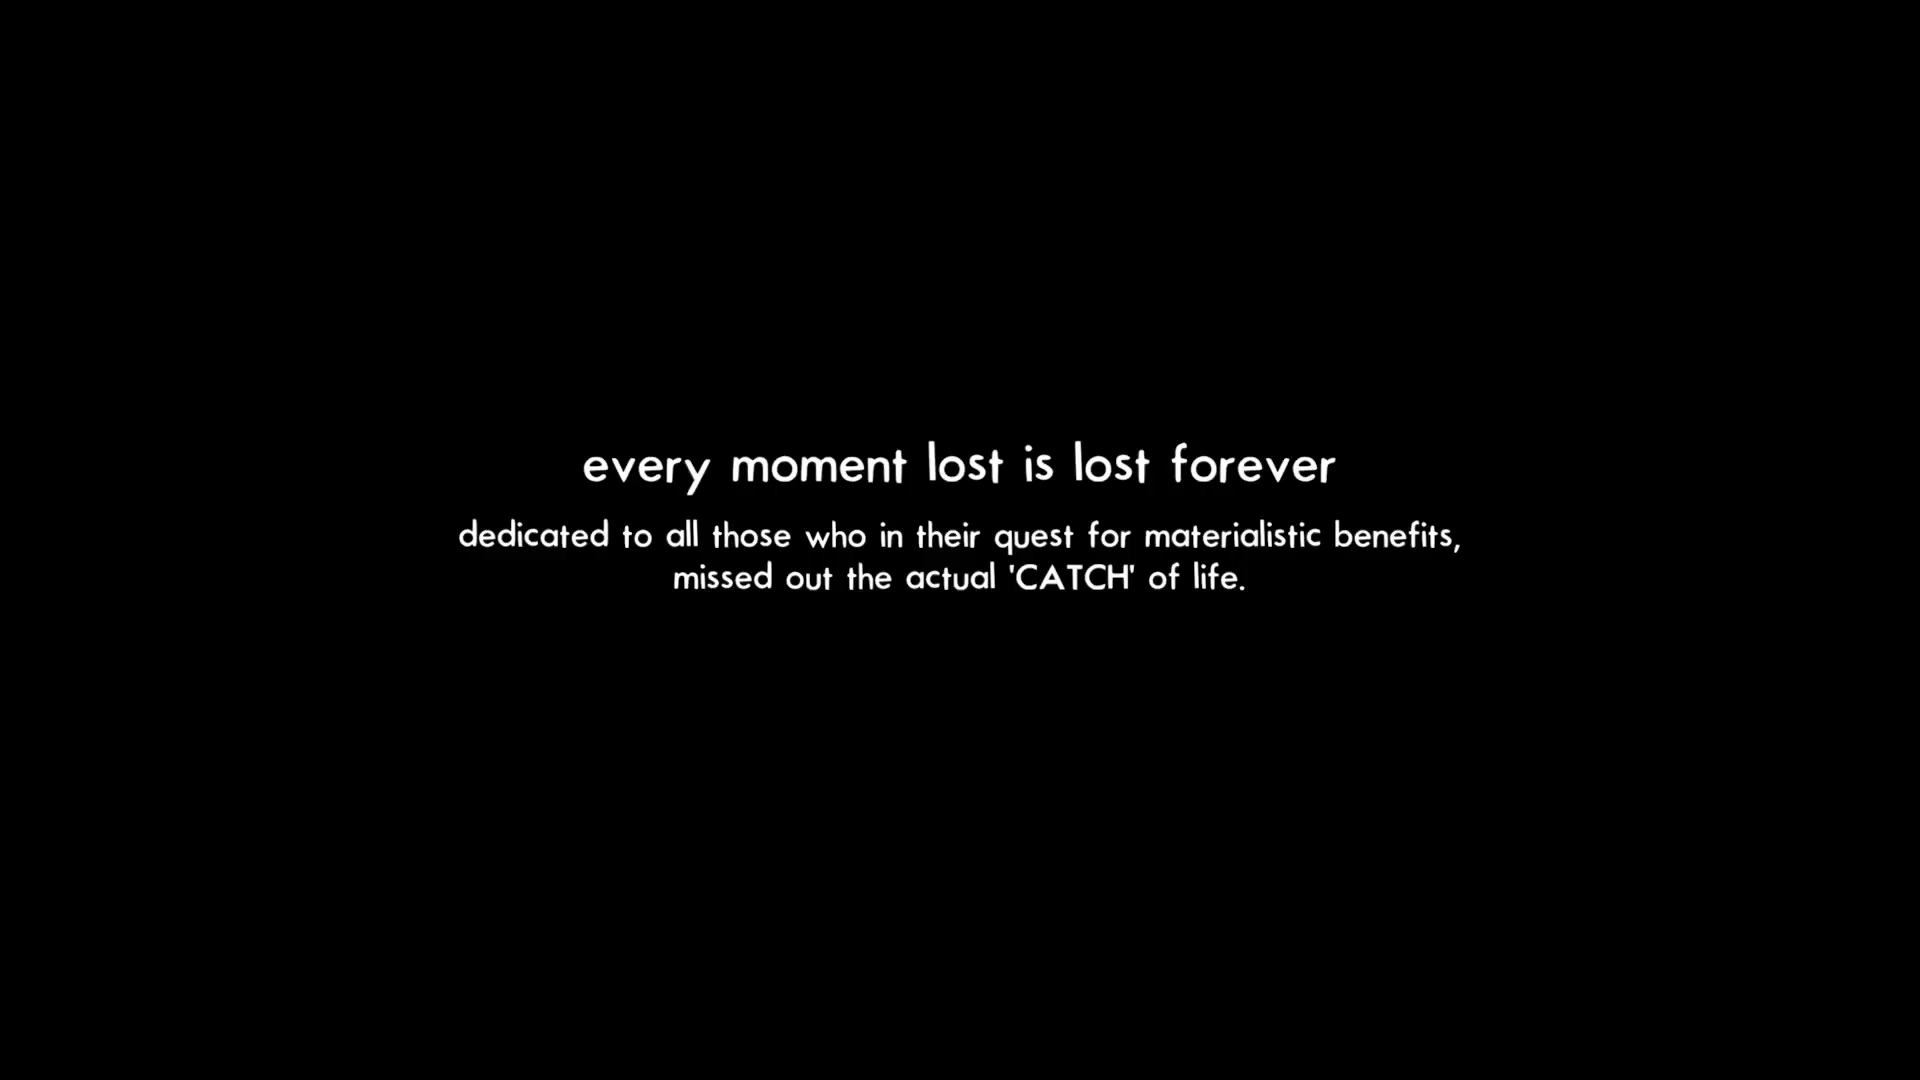 every moment lost is lost forever
dedicated to all those who in their quest for materialistic benefits,
missed out the actual 'CATCH' of life.